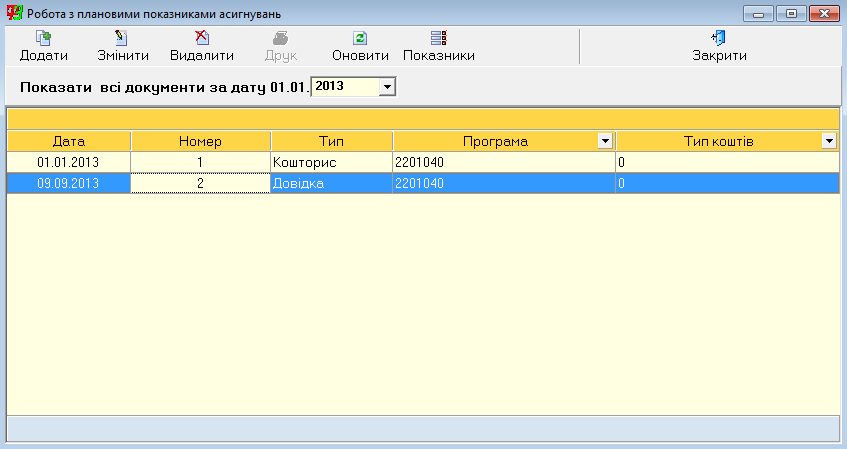 Робота з плановими показниками асигнувань
Додати Змінити Видалити Друк Оновити Показники Закрити
Показати всі документи за дату 01.01. 2013
Дата Номер Тип Програма Тип коштів
01.01.2013 1 Кошторис 2201040 0
09.09.2013 2 Довідка 2201040 0